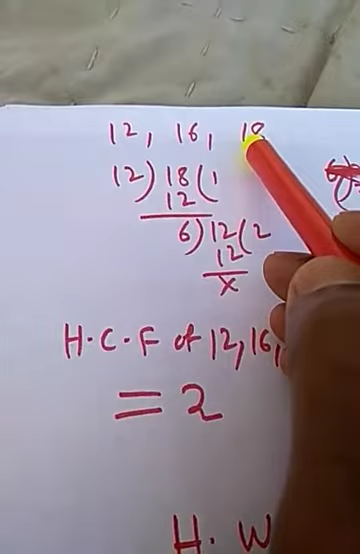 12, 16, 18
12) 18 (1
12
6) 12 (2
12
x
H.C.F of 12, 16,
= 2
H. W